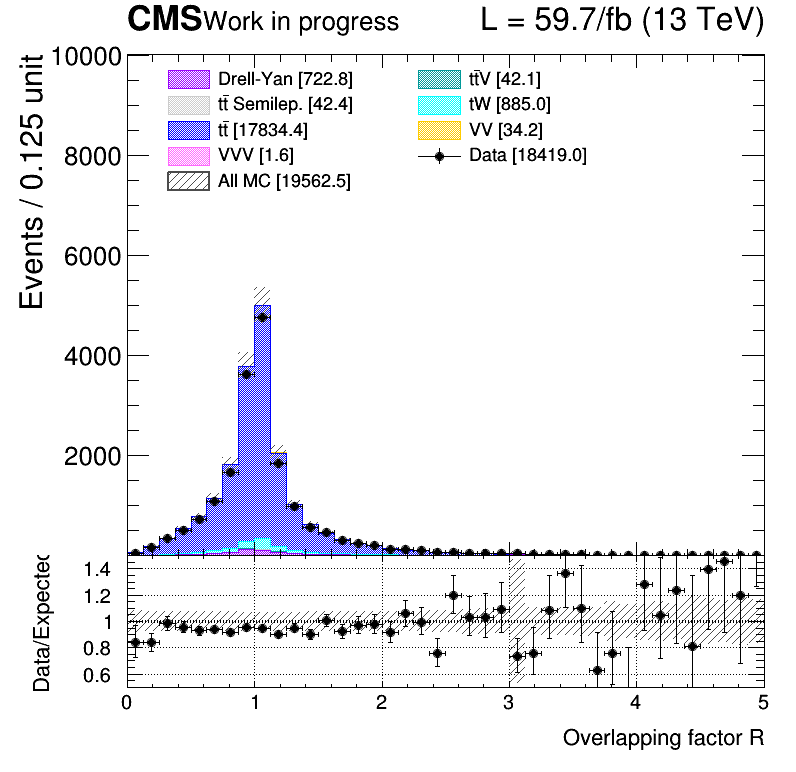 CMS Work in progress L = 59.7/fb (13 TeV)
Events / 0.125 unit
10000
8000
6000
4000
2000
Drell-Yan [722.8]
tt̄ Semilep. [42.4]
tt̄ [17834.4]
VVV [1.6]
All MC [19562.5]
tt̄V [42.1]
tW [885.0]
VV [34.2]
Data [18419.0]
Data/Expected
1.4
1.2
1
0.8
0.6
0 1 2 3 4 5
Overlapping factor R